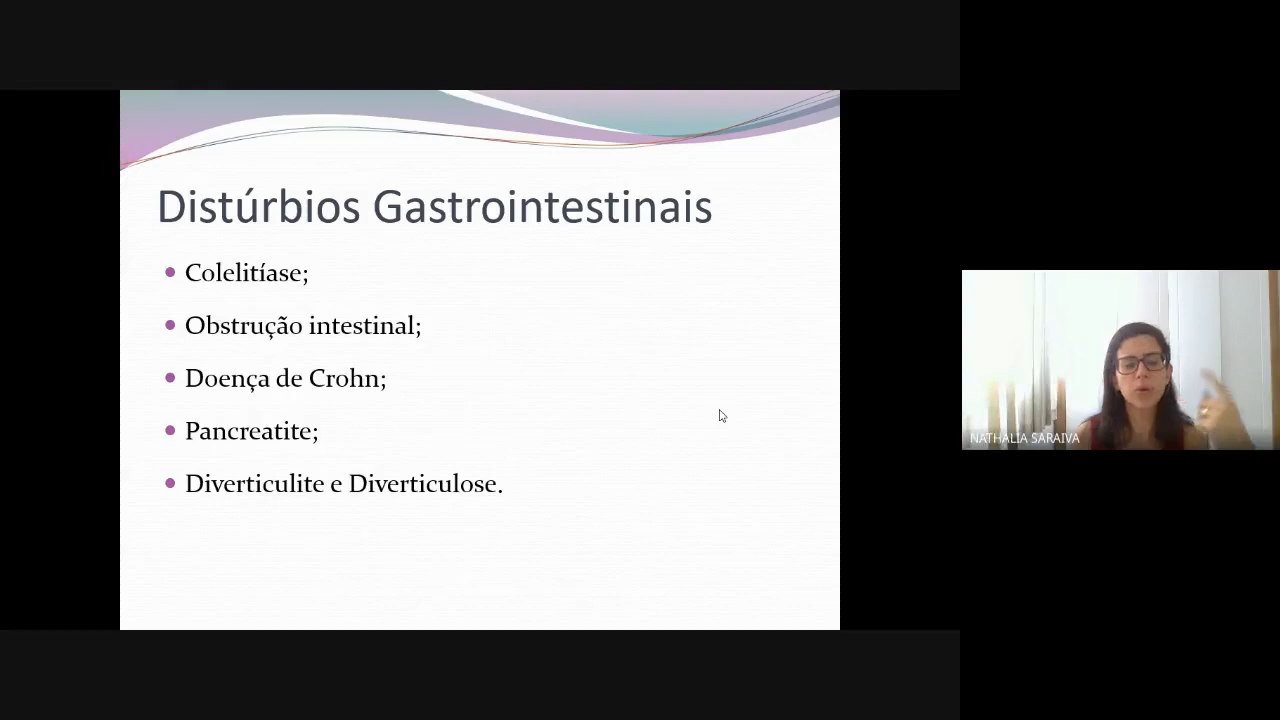 Distúrbios Gastrointestinais
Colelitíase;
Obstrução intestinal;
Doença de Crohn;
Pancreatite;
Diverticulite e Diverticulose.
NATHALIA SARAIVA